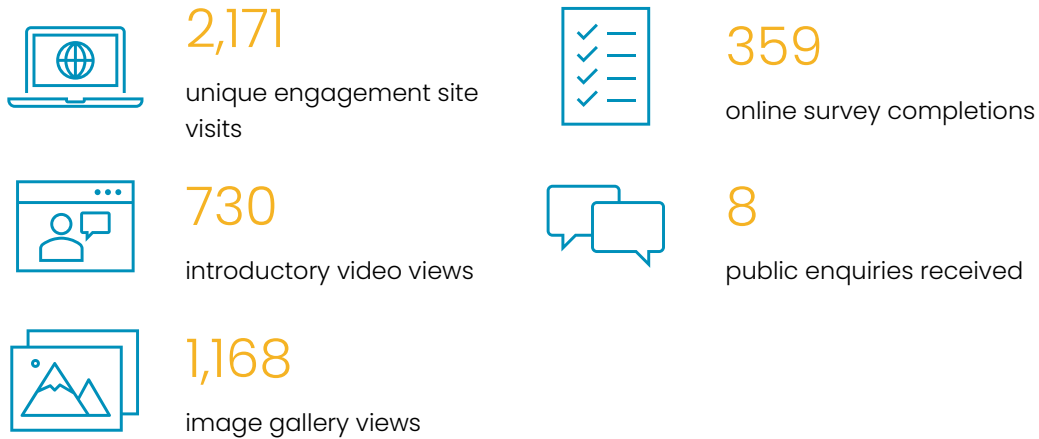 2,171
unique engagement site
visits
359
online survey completions
730
introductory video views
8
public enquiries received
1,168
image gallery views